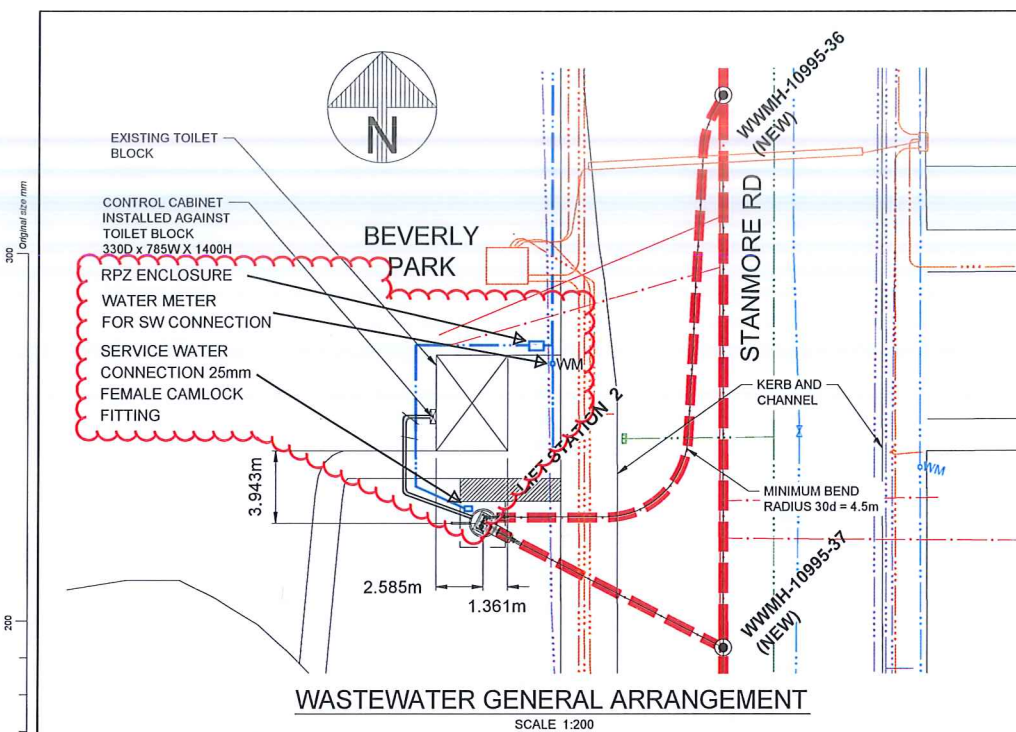 Original size mm
300
200
N
EXISTING TOILET
BLOCK
CONTROL CABINET
INSTALLED AGAINST
TOILET BLOCK
330D x 785W X 1400H
BEVERLY
PARK
RPZ ENCLOSURE
WATER METER
FOR SW CONNECTION
SERVICE WATER
CONNECTION 25mm
FEMALE CAMLOCK
FITTING
WM
LIFT STATION 2
3.943m
2.585m
1.361m
WWMH-10995-36
(NEW)
STANMORE RD
KERB AND
CHANNEL
WM
MINIMUM BEND
RADIUS 30d = 4.5m
WWMH-10995-37
(NEW)
WASTEWATER GENERAL ARRANGEMENT
SCALE 1:200